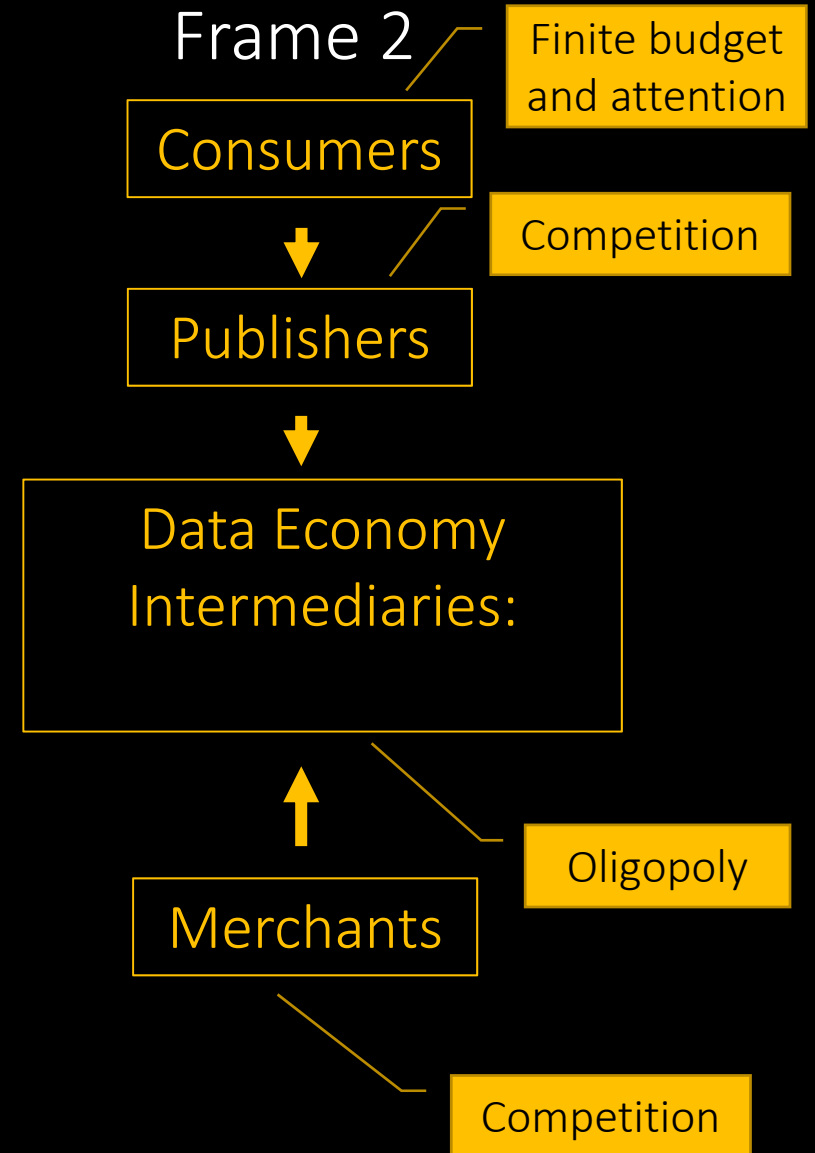 Frame 2
Finite budget
and attention
Consumers
Competition
Publishers
Data Economy
Intermediaries:
Oligopoly
Merchants
Competition